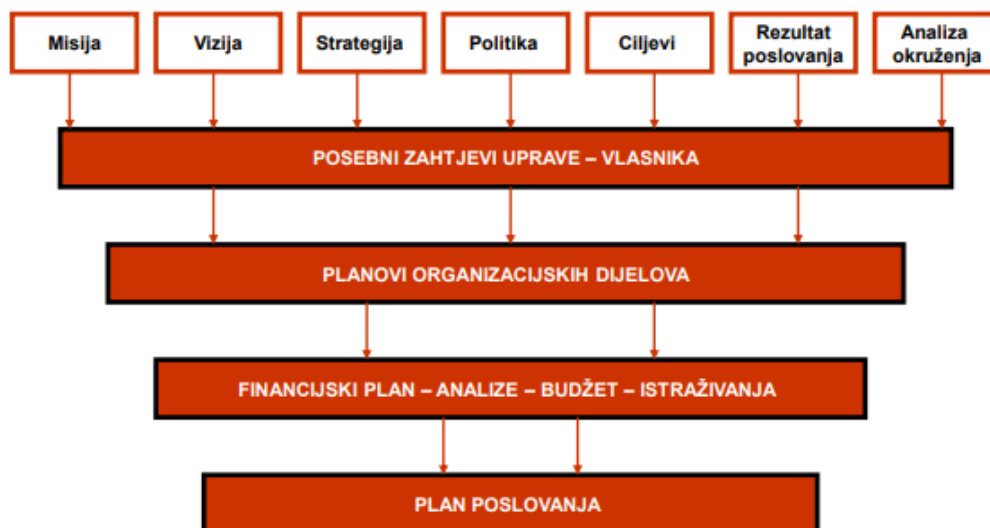 Misija
Vizija
Strategija
Politika
Ciljevi
Rezultat
poslovanja
Analiza
okruženja
POSEBNI ZAHTJEVI UPRAVE – VLASNIKA
PLANOVI ORGANIZACIJSKIH DIJELOVA
FINANCIJSKI PLAN – ANALIZE – BUDŽET – ISTRAŽIVANJA
PLAN POSLOVANJA